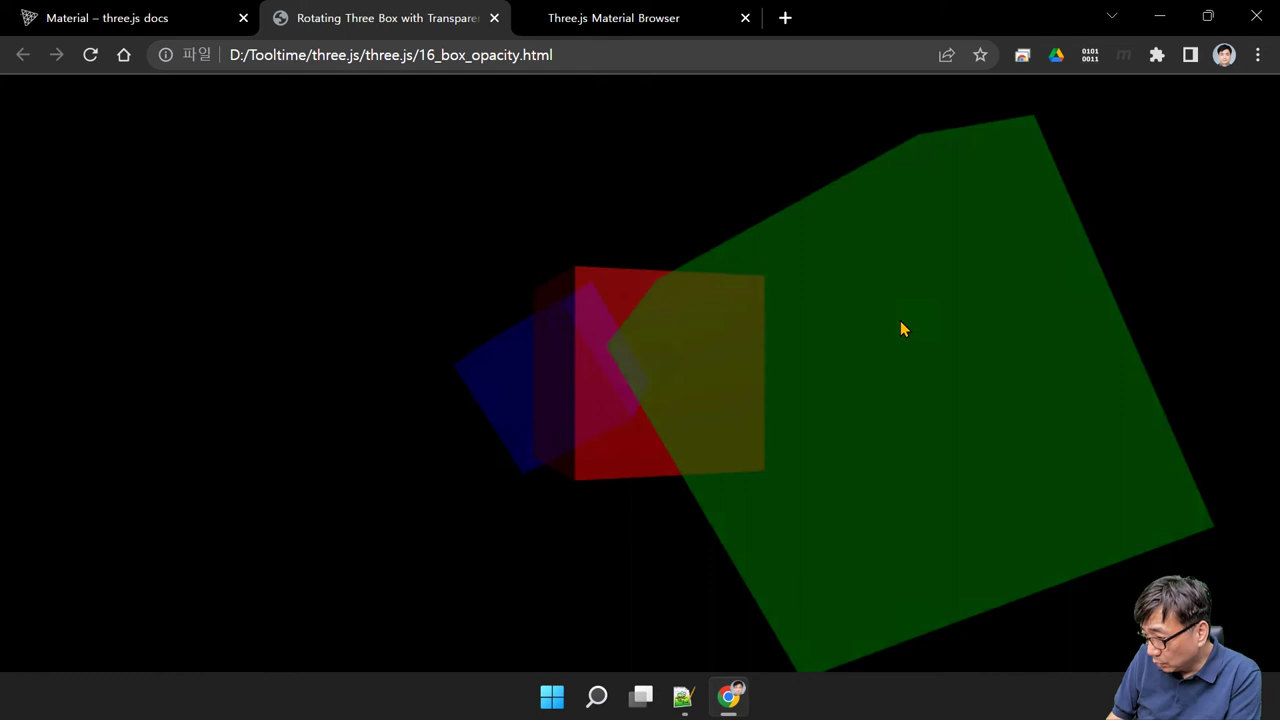 Material – three.js docs
Rotating Three Box with Transparen
Three.js Material Browser
파일
D:/Tooltime/three.js/three.js/16_box_opacity.html
0101
0011
m